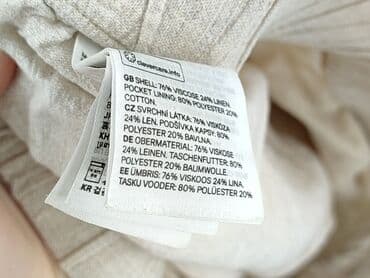 clevercare.info
GB SHELL: 76% VISCOSE 24% LINEN
POCKET LINING: 80% POLYESTER 20%
COTTON.
CZ SVRCHNÍ LÁTKA: 76% VISKÓZA
24% LEN, PODŠÍVKA KAPSY: 80%
POLYESTER 20% BAVLNA.
DE OBERMATERIAL: 76% VISKOSE
24% LEINEN, TASCHENFUTTER: 80%
POLYESTER 20% BAUMWOLLE.
EE ÜMBRIS: 76% VISKOOS 24% LINA,
TASKU VOODER: 80% POLÜESTER 20%
KR